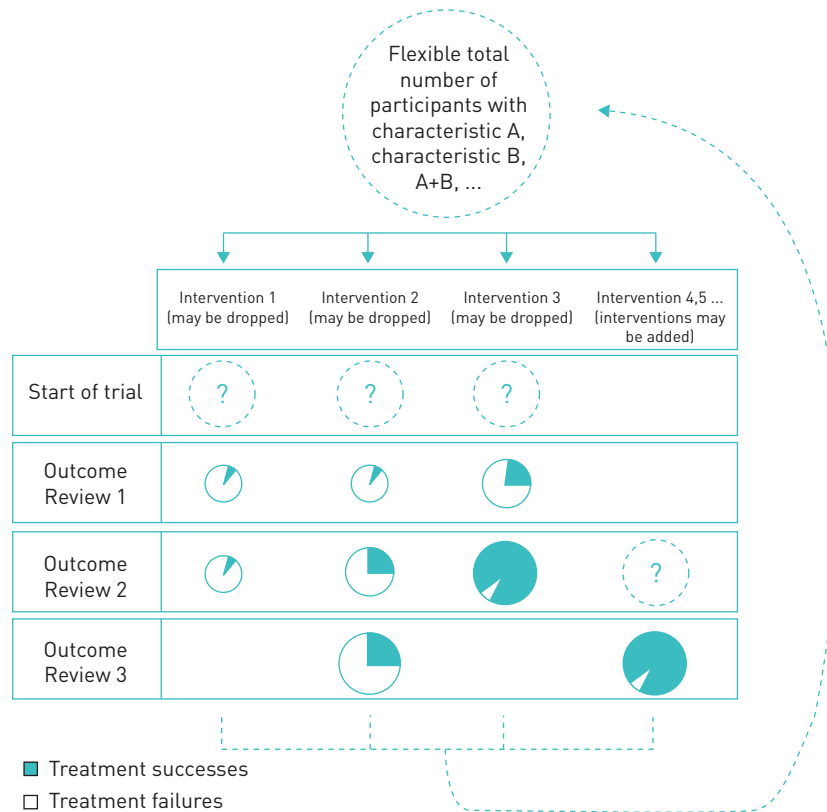 Flexible total
number of
participants with
characteristic A,
characteristic B,
A+B, ...
Intervention 1
(may be dropped)
Intervention 2
(may be dropped)
Intervention 3
(may be dropped)
Intervention 4,5 ...
(interventions may
be added)
Start of trial
?
?
?
Outcome
Review 1
Outcome
Review 2
?
Outcome
Review 3
Treatment successes
Treatment failures